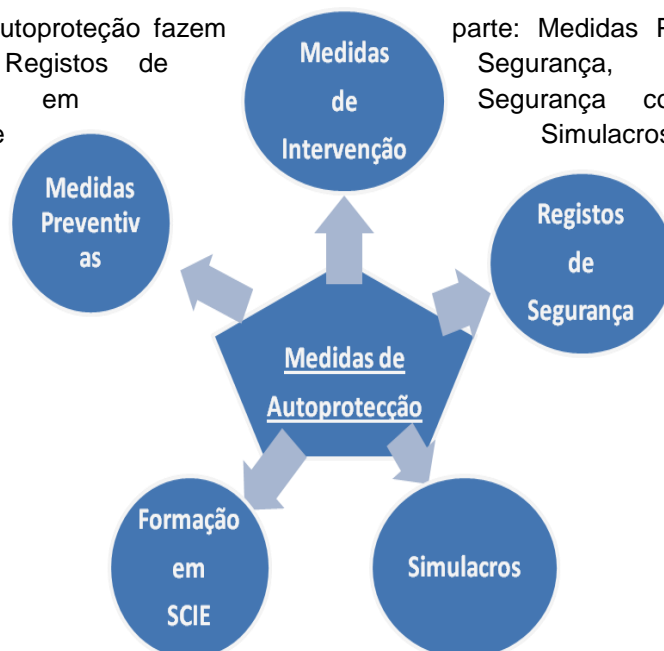 utoproteção fazem parte: Medidas P
Registos de Segurança,
em Segurança co
e Simulacros
Medidas
de
Intervenção
Medidas
Preventiv
as
Registos
de
Segurança
Medidas de
Autoprotecção
Formação
em
SCIE
Simulacros